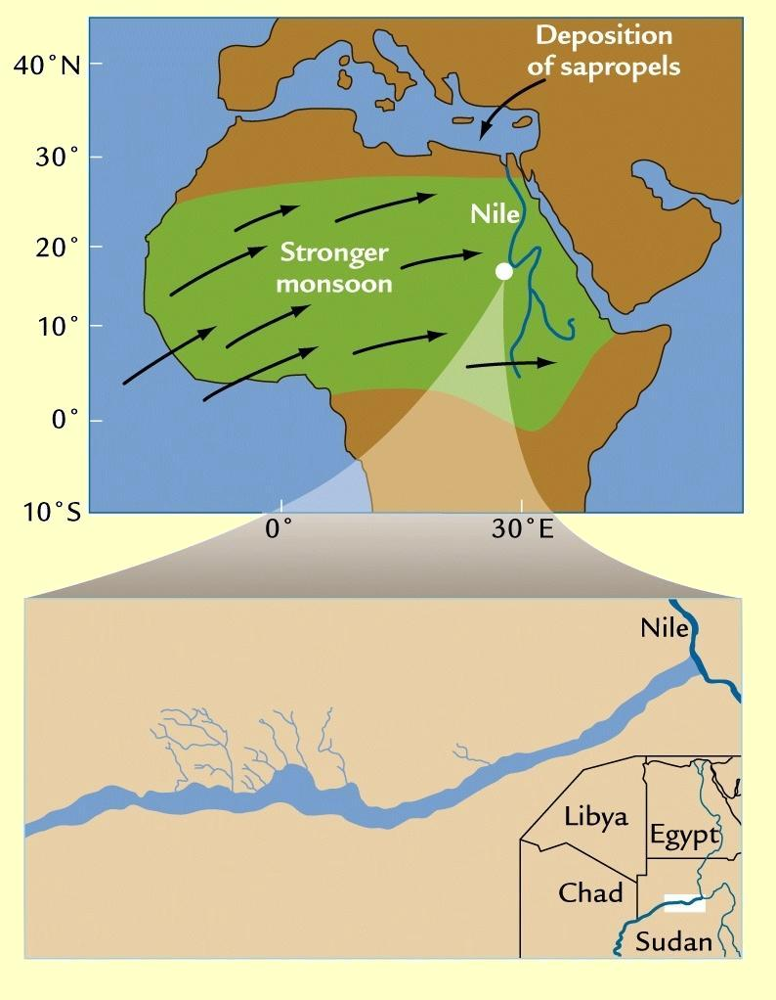 Deposition
of sapropels
40°N
30°
20°
10°
0°
10°S
Nile
Stronger
monsoon
0°
30°E
Nile
Libya
Egypt
Chad
Sudan